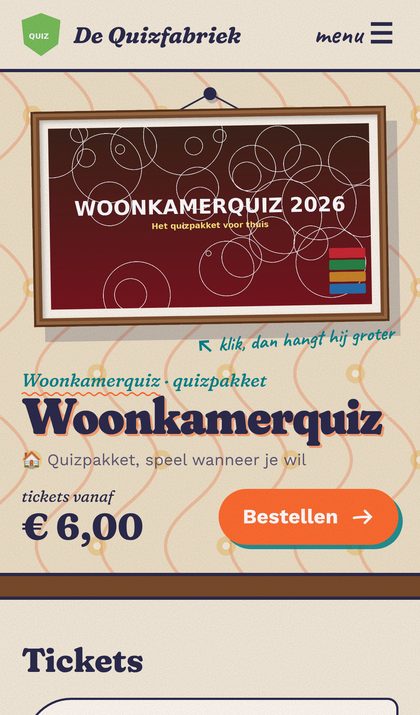 QUIZ
De Quizfabriek
menu
WOONKAMERQUIZ 2026
Het quizpakket voor thuis
klik, dan hangt hij groter
Woonkamerquiz · quizpakket
Woonkamerquiz
Quizpakket, speel wanneer je wil
tickets vanaf
€ 6,00
Bestellen →
Tickets